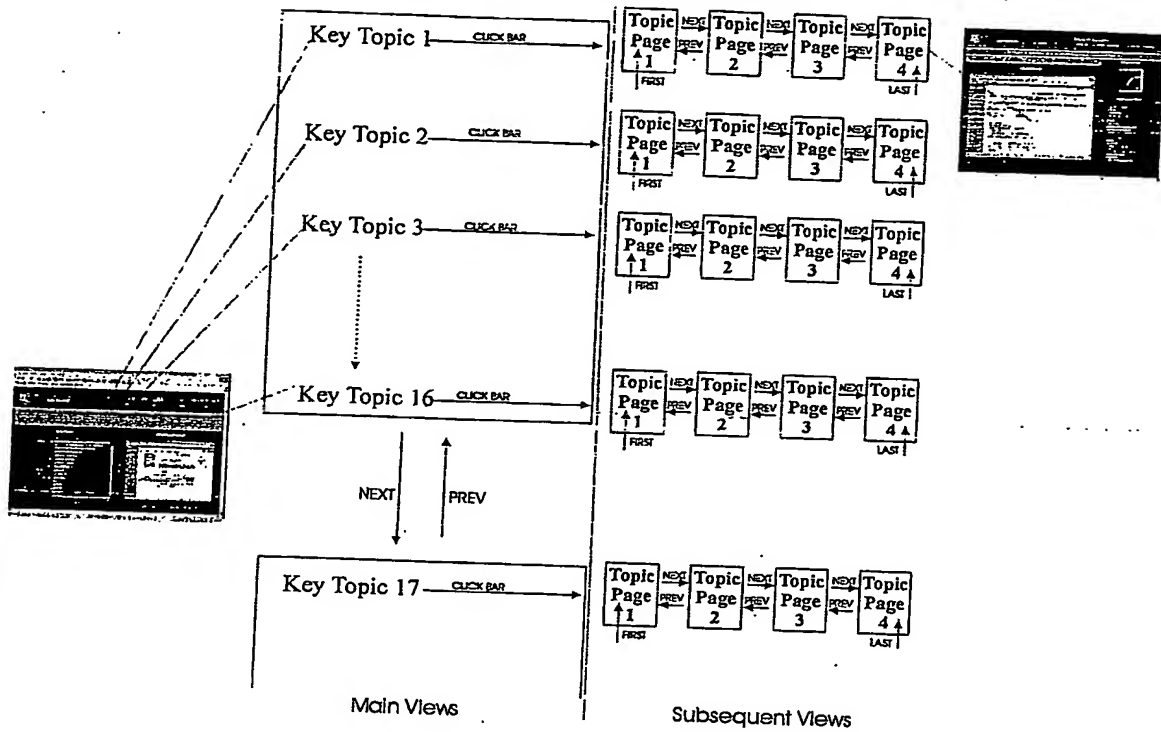 Key Topic 1
CLICK BAR
Topic
Page
1
NEXT
PREV
Topic
Page
2
NEXT
PREV
Topic
Page
3
NEXT
PREV
Topic
Page
4
FIRST
LAST
Key Topic 2
CLICK BAR
Topic
Page
1
NEXT
PREV
Topic
Page
2
NEXT
PREV
Topic
Page
3
NEXT
PREV
Topic
Page
4
FIRST
LAST
Key Topic 3
CLICK BAR
Topic
Page
1
NEXT
PREV
Topic
Page
2
NEXT
PREV
Topic
Page
3
NEXT
PREV
Topic
Page
4
FIRST
LAST
Key Topic 16
CLICK BAR
Topic
Page
1
NEXT
PREV
Topic
Page
2
NEXT
PREV
Topic
Page
3
NEXT
PREV
Topic
Page
4
FIRST
LAST
NEXT
PREV
Key Topic 17
CLICK BAR
Topic
Page
1
NEXT
PREV
Topic
Page
2
NEXT
PREV
Topic
Page
3
NEXT
PREV
Topic
Page
4
FIRST
LAST
Main Views
Subsequent Views